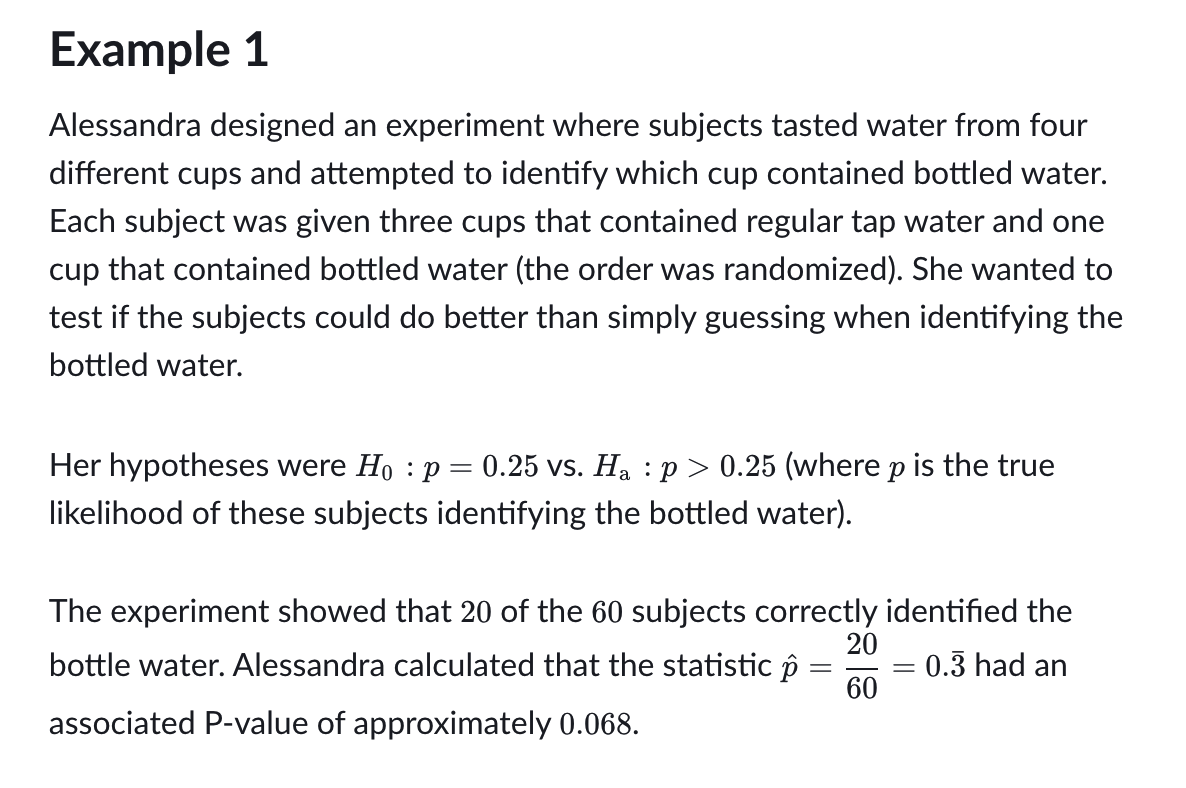 Example 1
Alessandra designed an experiment where subjects tasted water from four
different cups and attempted to identify which cup contained bottled water.
Each subject was given three cups that contained regular tap water and one
cup that contained bottled water (the order was randomized). She wanted to
test if the subjects could do better than simply guessing when identifying the
bottled water.
Her hypotheses were H₀ : p = 0.25 vs. Hₐ : p > 0.25 (where p is the true
likelihood of these subjects identifying the bottled water).
The experiment showed that 20 of the 60 subjects correctly identified the
bottle water. Alessandra calculated that the statistic p̂ = 20/60 = 0.3̄ had an
associated P-value of approximately 0.068.